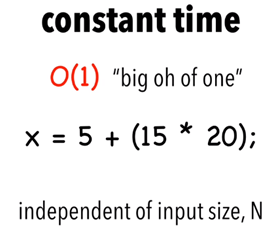 constant time
O(1) “big oh of one”
x = 5 + (15 * 20);
independent of input size, N